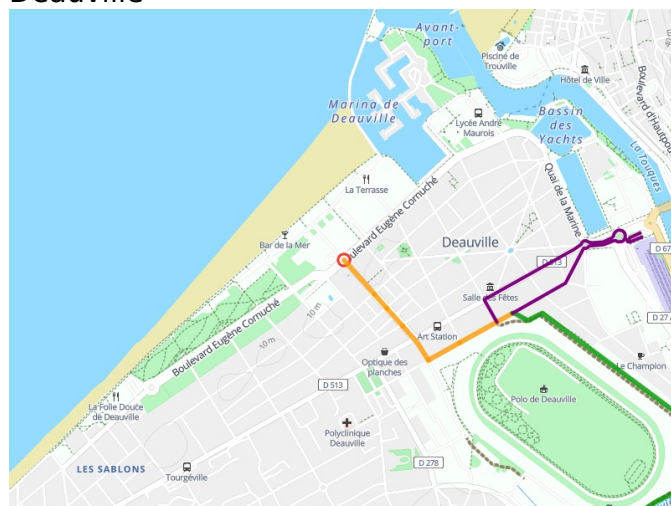 Deauville
Avant-
port
Piscine de
Trouville
Hôtel de Ville
Boulevard d'Hautpoul
Marina de
Deauville
Lycée André
Maurois
Bassin
des
Yachts
La Touques
La Terrasse
Quai de la Marine
Boulevard Eugène Cornuché
Bar de la Mer
Deauville
D 513
D 67
Salle des Fêtes
10 m
10 m
Boulevard Eugène Cornuché
Art Station
D 27
Optique des
planches
Le Champion
D 513
Polo de Deauville
La Folie Douce
de Deauville
Polyclinique
Deauville
D 278
LES SABLONS
Tourgéville